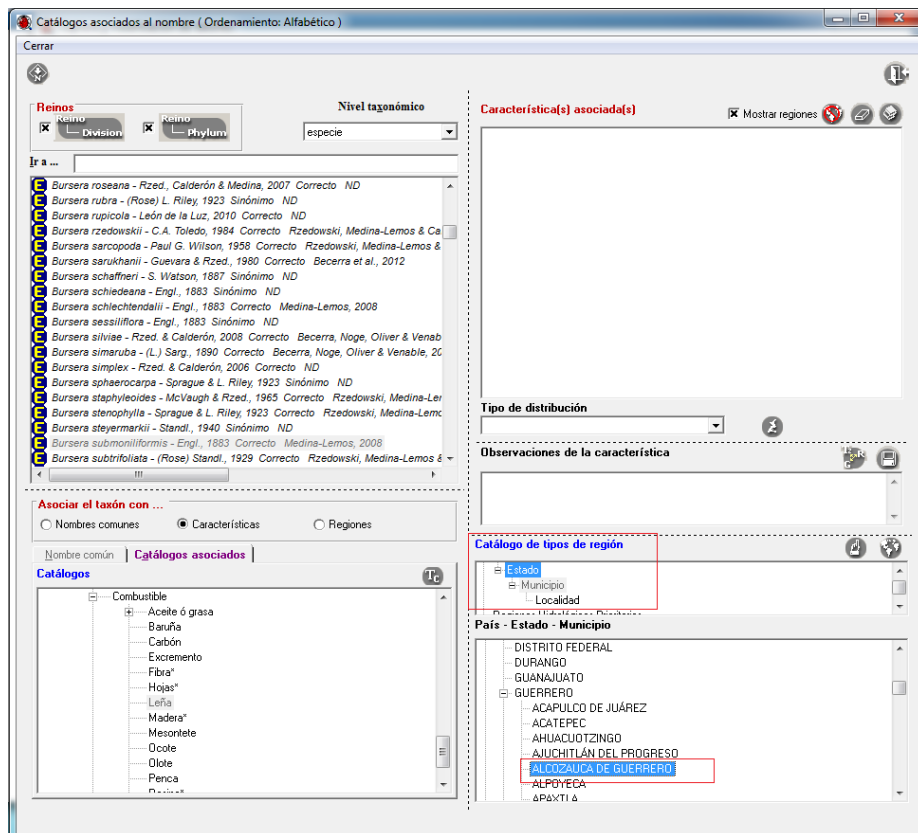 Catálogos asociados al nombre ( Ordenamiento: Alfabético )
Cerrar
Reinos
Reino
Division
Reino
Phylum
Nivel taxonómico
especie
Ir a ...
Bursera roseana - Rzed., Calderón & Medina, 2007 Correcto ND
Bursera rubra - (Rose) L. Riley, 1923 Sinónimo ND
Bursera rupicola - León de la Luz, 2010 Correcto ND
Bursera rzedowskii - C.A. Toledo, 1984 Correcto Rzedowski, Medina-Lemos & Ca
Bursera sarcopoda - Paul G. Wilson, 1958 Correcto Rzedowski, Medina-Lemos &
Bursera sarukhanii - Guevara & Rzed., 1980 Correcto Becerra et al., 2012
Bursera schaffneri - S. Watson, 1887 Sinónimo ND
Bursera schiedeana - Engl., 1883 Sinónimo ND
Bursera schlechtendalii - Engl., 1883 Correcto Medina-Lemos, 2008
Bursera sessiliflora - Engl., 1883 Sinónimo ND
Bursera silviae - Rzed. & Calderón, 2008 Correcto Becerra, Noge, Oliver & Venab
Bursera simaruba - (L.) Sarg., 1890 Correcto Becerra, Noge, Oliver & Venable, 20
Bursera simplex - Rzed. & Calderón, 2006 Correcto ND
Bursera sphaerocarpa - Sprague & L. Riley, 1923 Sinónimo ND
Bursera staphyleoides - McVaugh & Rzed., 1965 Correcto Rzedowski, Medina-Ler
Bursera stenophylla - Sprague & L. Riley, 1923 Correcto Rzedowski, Medina-Lemc
Bursera steyermarkii - Standl., 1940 Sinónimo ND
Bursera submoniliformis - Engl., 1883 Correcto Medina-Lemos, 2008
Bursera subtrifoliata - (Rose) Standl., 1929 Correcto Rzedowski, Medina-Lemos &
Asociar el taxón con ...
Nombres comunes
Características
Regiones
Nombre común
Catálogos asociados
Catálogos
Tc
Combustible
Aceite ó grasa
Baruña
Carbón
Excremento
Fibra*
Hojas*
Leña
Madera*
Mesontete
Ocote
Olote
Penca
Característica(s) asociada(s)
Mostrar regiones
Tipo de distribución
Observaciones de la característica
Catálogo de tipos de región
Estado
Municipio
Localidad
Regiones Hidrológicas Prioritarias
País - Estado - Municipio
DISTRITO FEDERAL
DURANGO
GUANAJUATO
GUERRERO
ACAPULCO DE JUÁREZ
ACATEPEC
AHUACUOTZINGO
AJUCHITLÁN DEL PROGRESO
ALCOZAUCA DE GUERRERO
ALPOYECA
APAXTLA